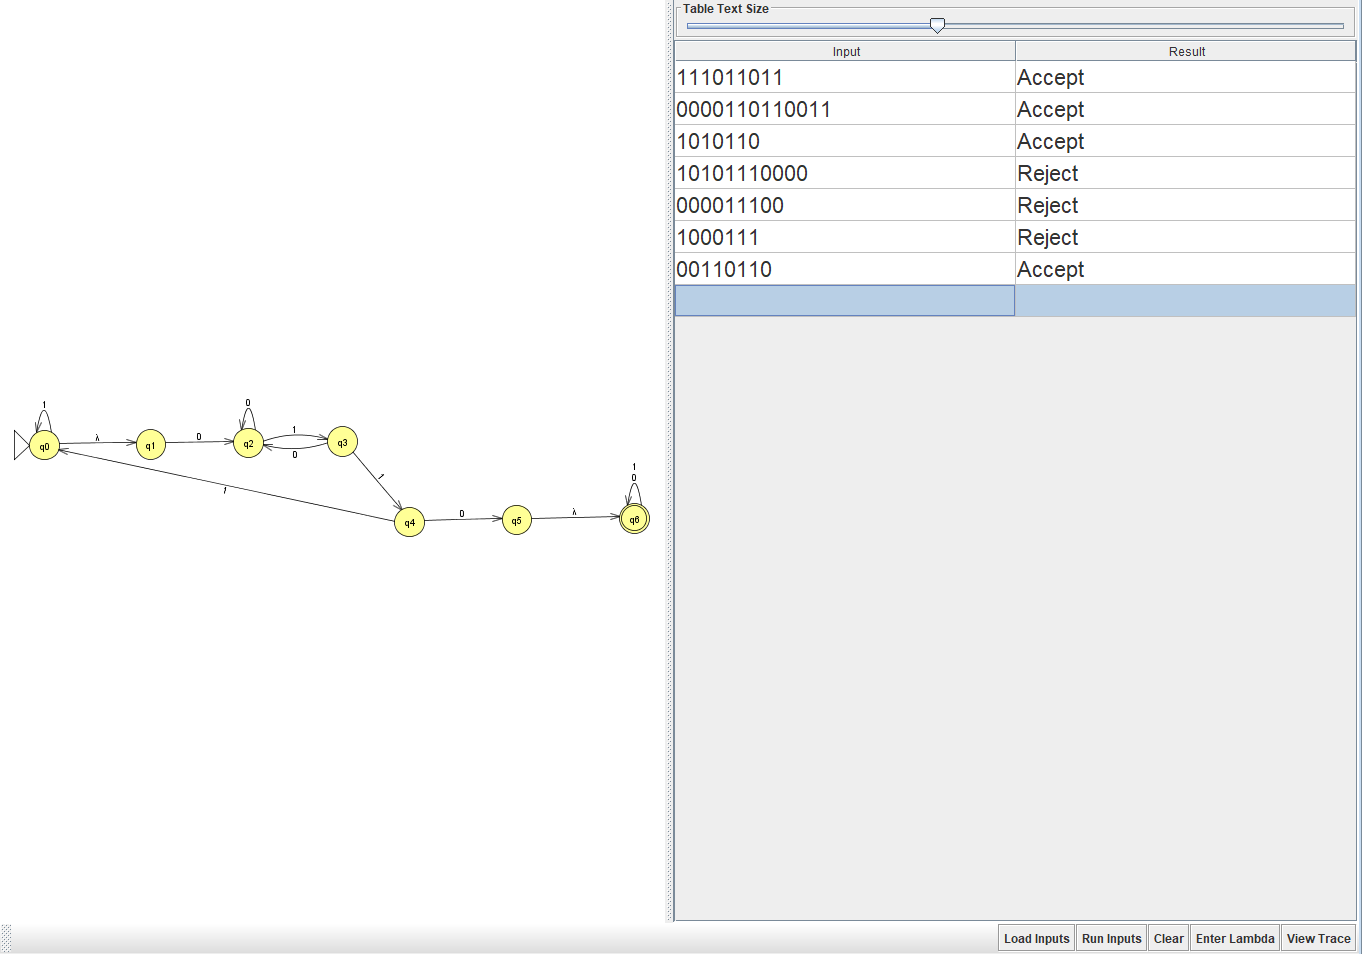 Table Text Size
Input Result
111011011 Accept
0000110110011 Accept
1010110 Accept
10101110000 Reject
000011100 Reject
1000111 Reject
00110110 Accept
1 0
q0 λ q1 0 q2 1 0 q3
1
1
1
0
q4 0 q5 λ q6
Load Inputs Run Inputs Clear Enter Lambda View Trace